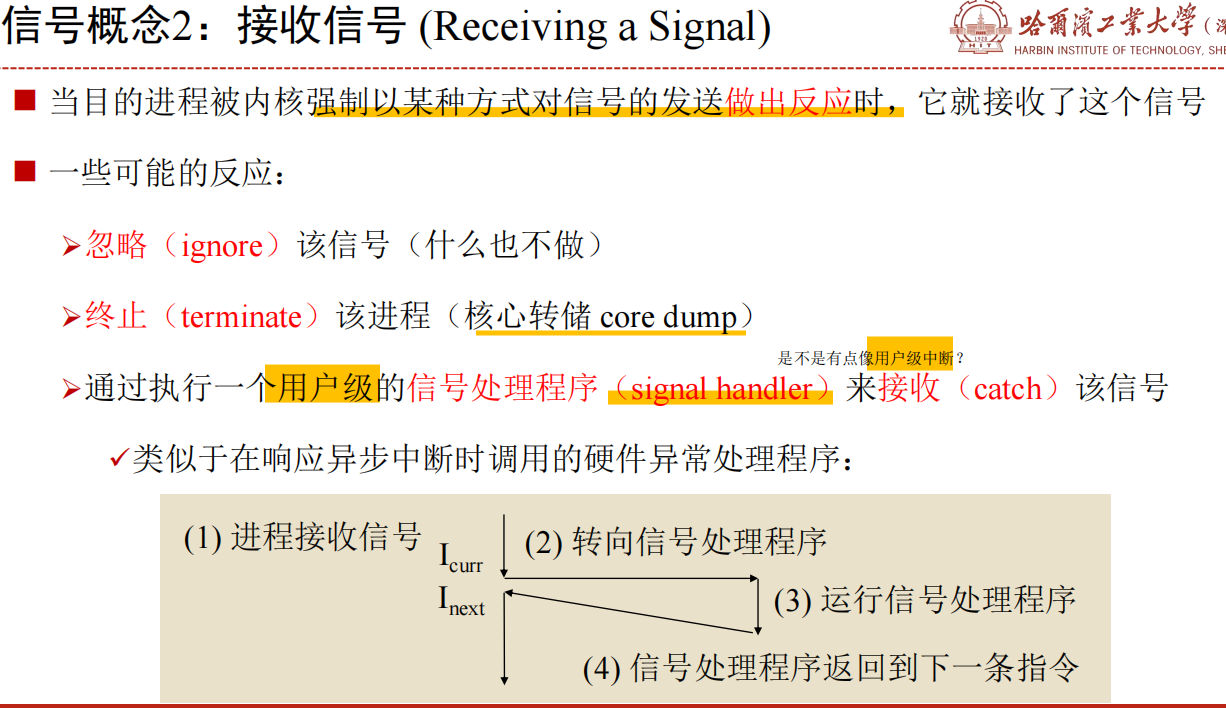 信号概念2：接收信号 (Receiving a Signal)
哈爾濱工業大學（深
HARBIN INSTITUTE OF TECHNOLOGY, SHE
1920
HIT
■ 当目的进程被内核强制以某种方式对信号的发送做出反应时，它就接收了这个信号
■ 一些可能的反应：
➢忽略（ignore）该信号（什么也不做）
➢终止（terminate）该进程（核心转储 core dump）
是不是有点像用户级中断？
➢通过执行一个用户级的信号处理程序（signal handler）来接收（catch）该信号
✓类似于在响应异步中断时调用的硬件异常处理程序：
(1) 进程接收信号
(2) 转向信号处理程序
Icurr
Inext
(3) 运行信号处理程序
(4) 信号处理程序返回到下一条指令